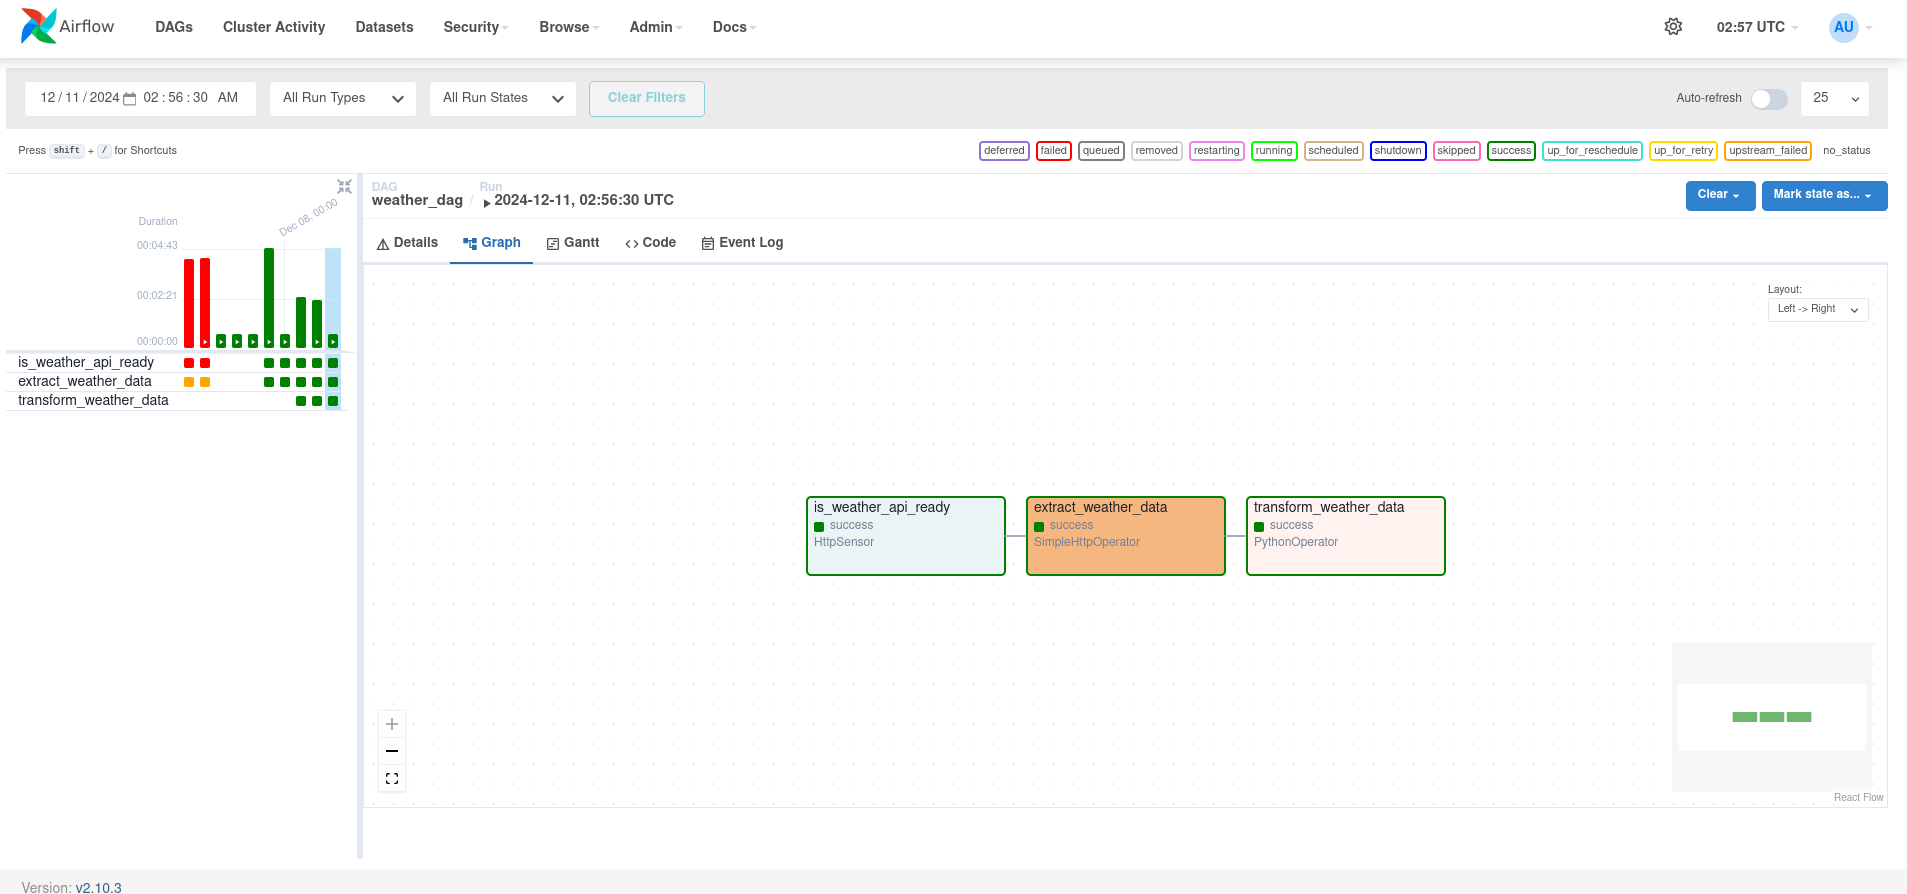 Airflow DAGs Cluster Activity Datasets Security Browse Admin Docs 02:57 UTC AU
12 / 11 / 2024 02 : 56 : 30 AM All Run Types All Run States Clear Filters Auto-refresh 25
Press shift + / for Shortcuts deferred failed queued removed restarting running scheduled shutdown skipped success up_for_reschedule up_for_retry upstream_failed no_status
DAG Run
weather_dag / 2024-12-11, 02:56:30 UTC Clear Mark state as...
Dec 08, 00:00
Duration
00:04:43
00:02:21
00:00:00
is_weather_api_ready
extract_weather_data
transform_weather_data
Details Graph Gantt Code Event Log
Layout:
Left -> Right
is_weather_api_ready
success
HttpSensor
extract_weather_data
success
SimpleHttpOperator
transform_weather_data
success
PythonOperator
React Flow
Version: v2.10.3